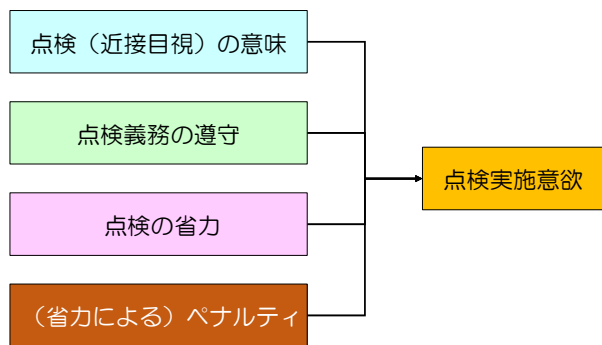 点検（近接目視）の意味
点検義務の遵守
点検の省力
（省力による）ペナルティ
点検実施意欲